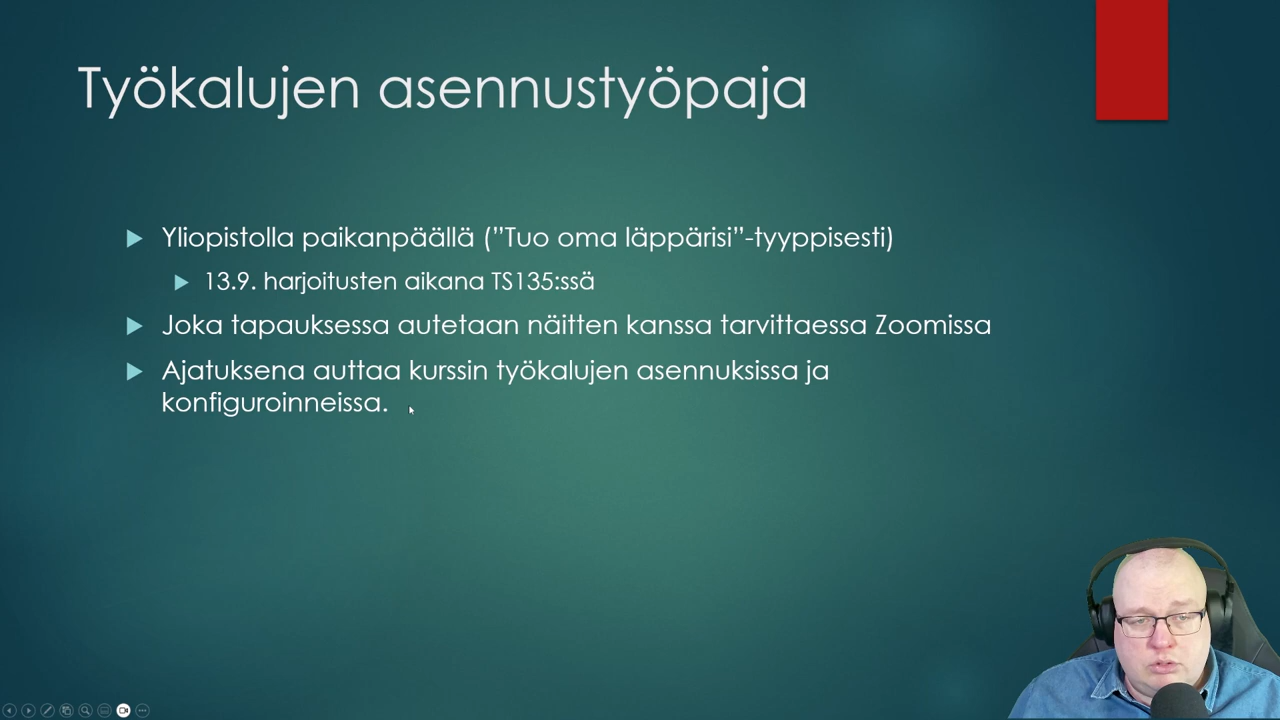 Työkalujen asennustyöpaja
Yliopistolla paikanpäällä (”Tuo oma läppärisi”-tyyppisesti)
13.9. harjoitusten aikana TS135:ssä
Joka tapauksessa autetaan näitten kanssa tarvittaessa Zoomissa
Ajatuksena auttaa kurssin työkalujen asennuksissa ja
konfiguroinneissa.